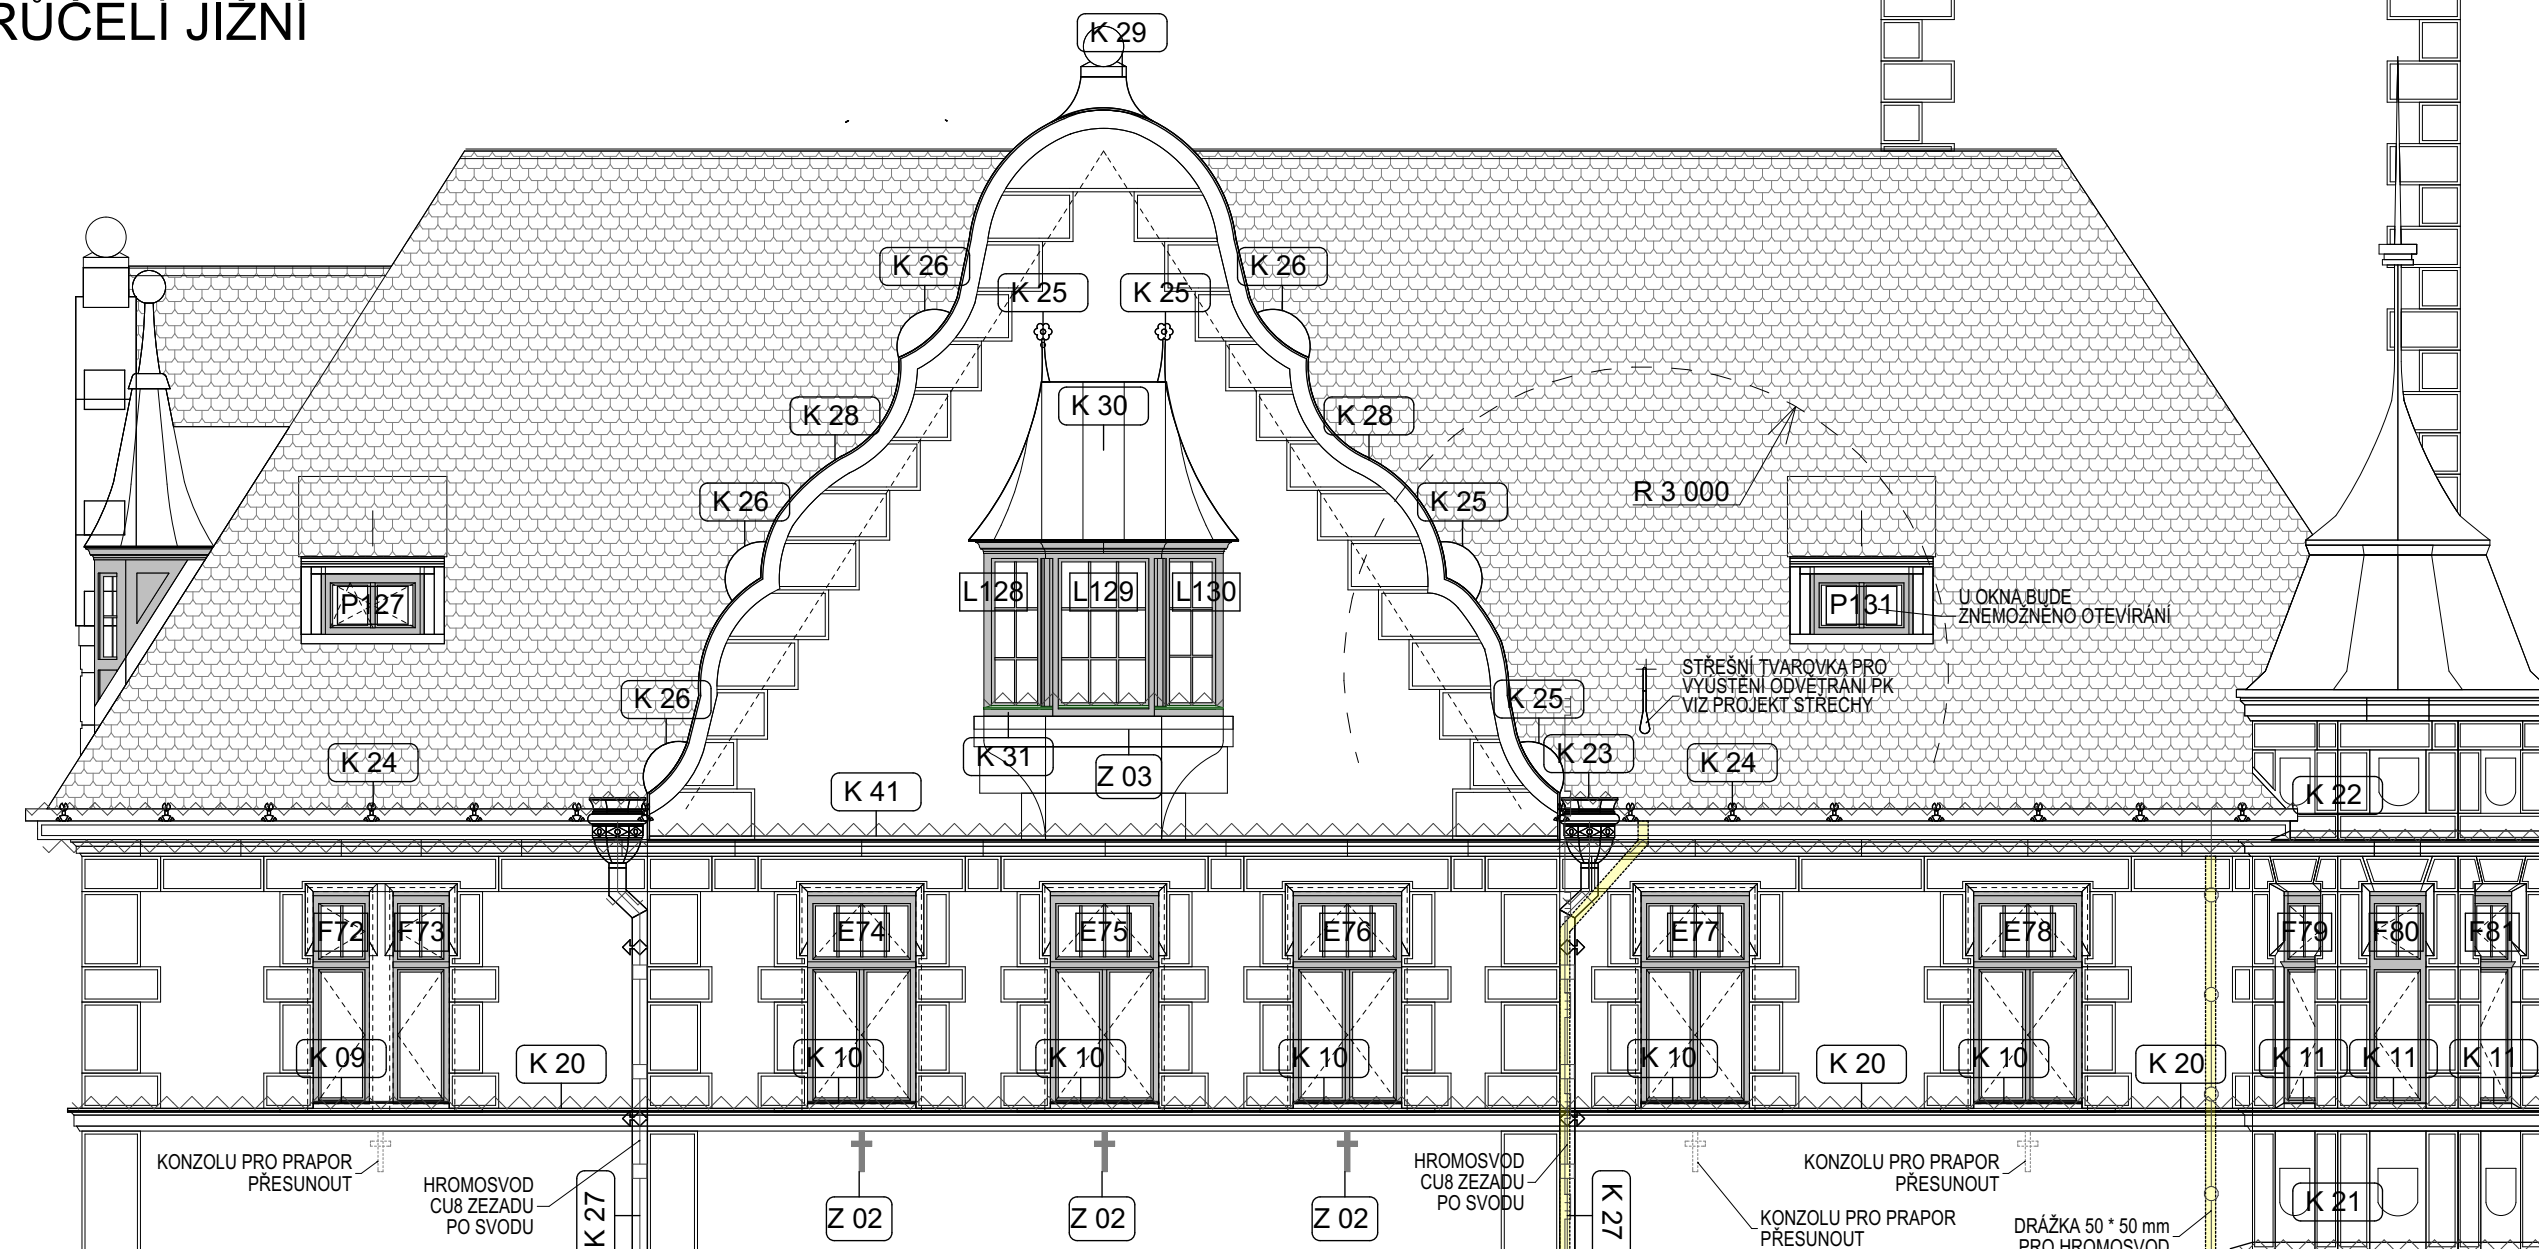 RŮČELÍ JIŽNÍ
K 29
K 26
K 26
K 25
K 25
K 30
K 28
K 28
K 26
K 25
R 3 000
L128
L129
L130
P127
P131
U OKNA BUDE
ZNEMOŽNĚNO OTEVÍRÁNÍ
STŘEŠNÍ TVAROVKA PRO
VYÚSTĚNÍ ODVĚTRÁNÍ PK
VIZ PROJEKT STŘECHY
K 26
K 25
K 24
K 31
Z 03
K 23
K 24
K 41
K 22
F72
F73
E74
E75
E76
E77
E78
F79
F80
F81
K 09
K 20
K 10
K 10
K 10
K 10
K 20
K 10
K 20
K 11
K 11
K 11
KONZOLU PRO PRAPOR
PŘESUNOUT
HROMOSVOD
CU8 ZEZADU
PO SVODU
K 27
Z 02
Z 02
Z 02
HROMOSVOD
CU8 ZEZADU
PO SVODU
K 27
KONZOLU PRO PRAPOR
PŘESUNOUT
KONZOLU PRO PRAPOR
PŘESUNOUT
DRÁŽKA 50 * 50 mm
PRO HROMOSVOD
K 21